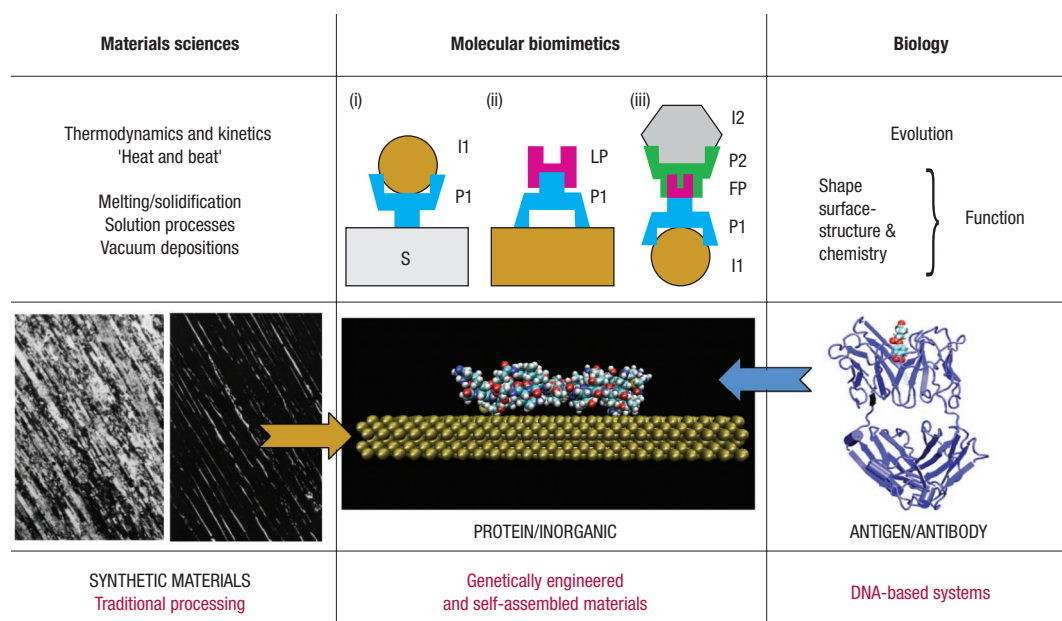 Materials sciences
Molecular biomimetics
Biology
Thermodynamics and kinetics
'Heat and beat'
Melting/solidification
Solution processes
Vacuum depositions
(i)
I1
P1
S
(ii)
LP
P1
(iii)
I2
P2
FP
P1
I1
Evolution
Shape
surface-
structure &
chemistry
Function
PROTEIN/INORGANIC
ANTIGEN/ANTIBODY
SYNTHETIC MATERIALS
Traditional processing
Genetically engineered
and self-assembled materials
DNA-based systems